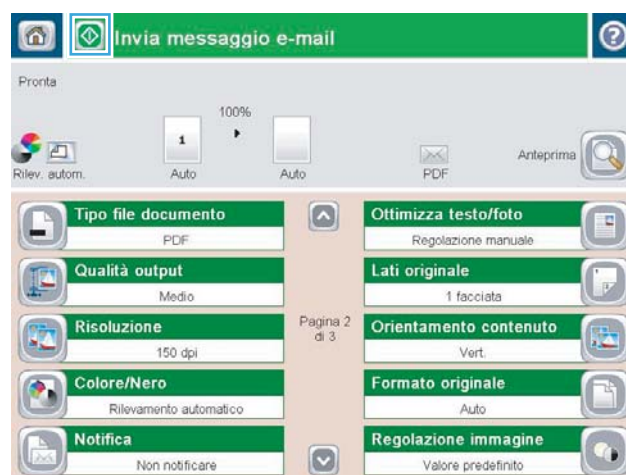 Invia messaggio e-mail
?
Pronta
100%
1
Rilev. autom.
Auto
Auto
PDF
Anteprima
Tipo file documento
PDF
Ottimizza testo/foto
Regolazione manuale
Qualità output
Medio
Lati originale
1 facciata
Risoluzione
150 dpi
Pagina 2
di 3
Orientamento contenuto
Vert.
Colore/Nero
Rilevamento automatico
Formato originale
Auto
Notifica
Non notificare
Regolazione immagine
Valore predefinito